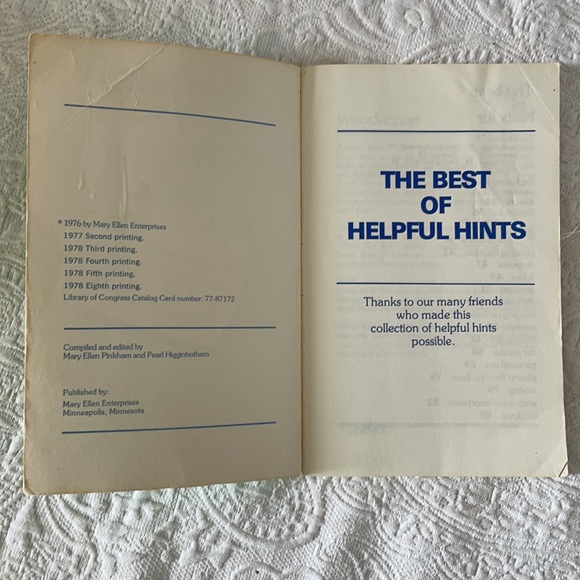 © 1976 by Mary Ellen Enterprises
1977 Second printing.
1978 Third printing.
1978 Fourth printing.
1978 Fifth printing.
1978 Eighth printing.
Library of Congress Catalog Card number: 77-87172
Compiled and edited by
Mary Ellen Pinkham and Pearl Higginbotham
Published by:
Mary Ellen Enterprises
Minneapolis, Minnesota
THE BEST
OF
HELPFUL HINTS
Thanks to our many friends
who made this
collection of helpful hints
possible.